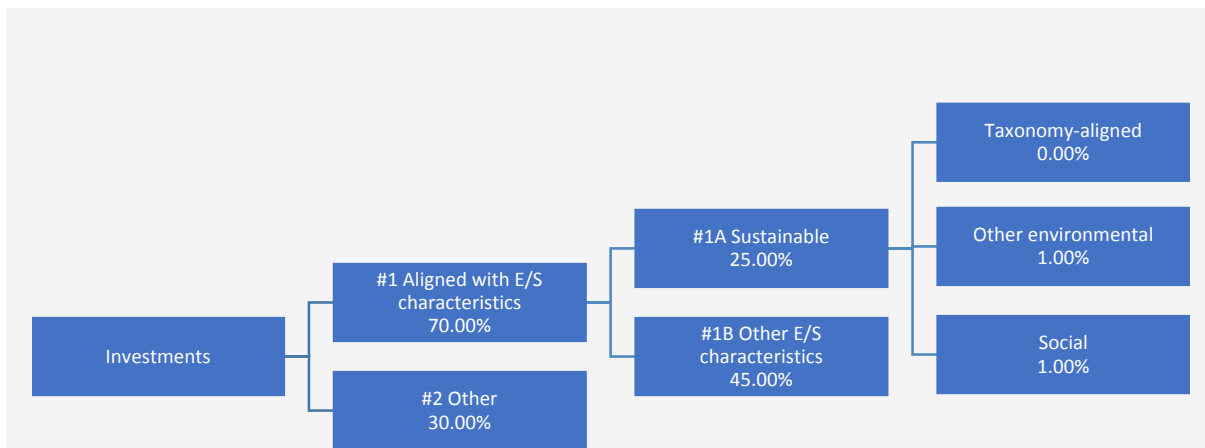 Investments
#1 Aligned with E/S
characteristics
70.00%
#2 Other
30.00%
#1A Sustainable
25.00%
#1B Other E/S
characteristics
45.00%
Taxonomy-aligned
0.00%
Other environmental
1.00%
Social
1.00%